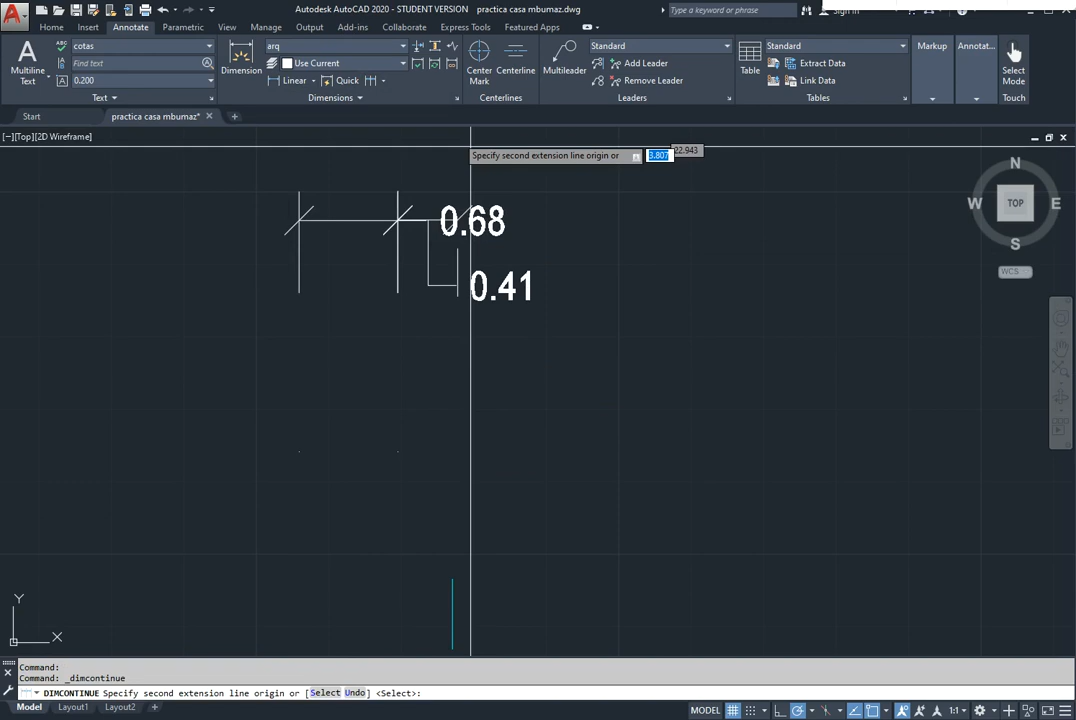 Autodesk AutoCAD 2020 - STUDENT VERSION practica casa mbumaz.dwg
Type a keyword or phrase
Sign In
Home Insert Annotate Parametric View Manage Output Add-ins Collaborate Express Tools Featured Apps
Multiline Text
cotas
Find text
0.200
Text
Dimension
arq
Use Current
Linear Quick
Dimensions
Center Mark
Centerline
Centerlines
Multileader
Standard
Add Leader
Remove Leader
Leaders
Table
Standard
Extract Data
Link Data
Tables
Markup
Annotat...
Select Mode
Touch
Start practica casa mbumaz*
[−][Top][2D Wireframe]
Specify second extension line origin or 3.807 22.943
0.68
0.41
N
W TOP E
S
WCS
Y
X
Command:
Command: _dimcontinue
DIMCONTINUE Specify second extension line origin or [Select Undo] <Select>:
Model Layout1 Layout2
MODEL 1:1